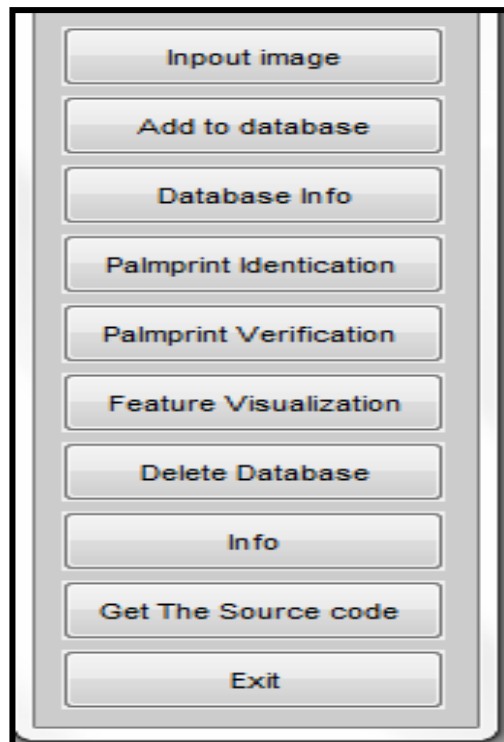 Inpout image
Add to database
Database Info
Palmprint Identication
Palmprint Verification
Feature Visualization
Delete Database
Info
Get The Source code
Exit